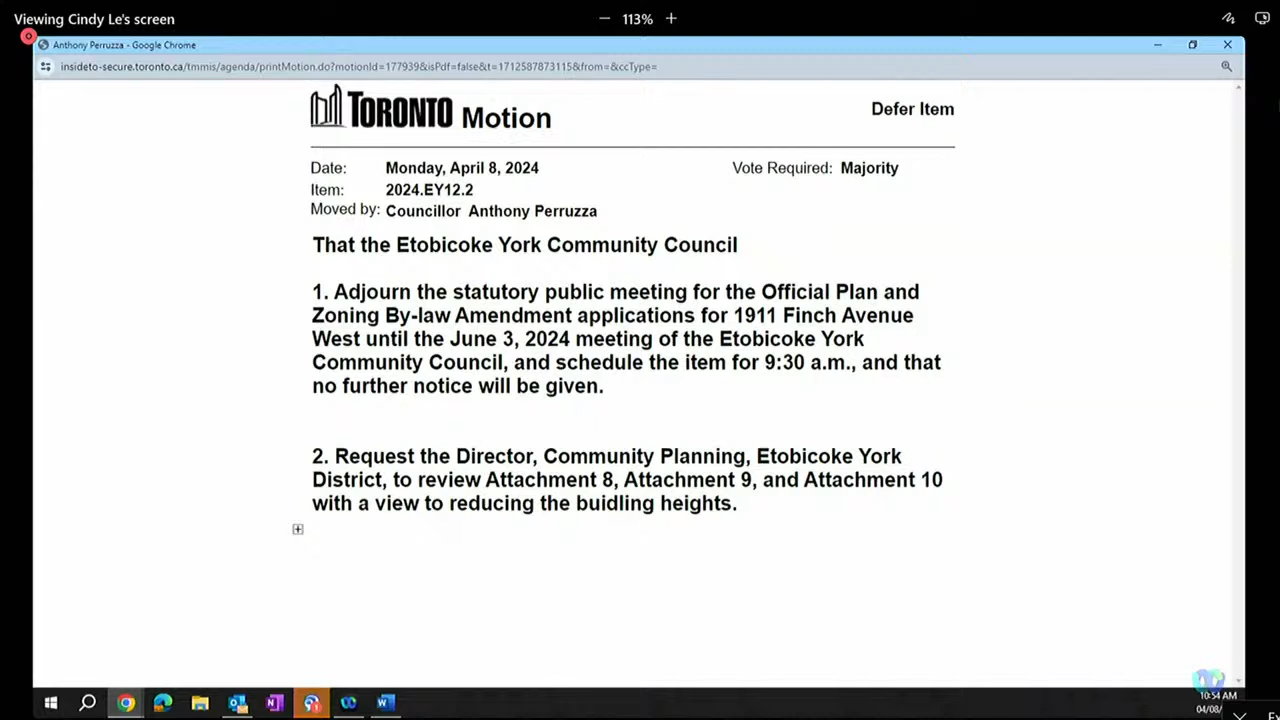 Viewing Cindy Le's screen
113%
Anthony Perruzza - Google Chrome
insideto-secure.toronto.ca/tmmis/agenda/printMotion.do?motionId=177939&isPdf=false&t=1712587873115&from=&ccType=
TORONTO Motion
Defer Item
Date: Monday, April 8, 2024
Vote Required: Majority
Item: 2024.EY12.2
Moved by: Councillor Anthony Perruzza
That the Etobicoke York Community Council
1. Adjourn the statutory public meeting for the Official Plan and
Zoning By-law Amendment applications for 1911 Finch Avenue
West until the June 3, 2024 meeting of the Etobicoke York
Community Council, and schedule the item for 9:30 a.m., and that
no further notice will be given.
2. Request the Director, Community Planning, Etobicoke York
District, to review Attachment 8, Attachment 9, and Attachment 10
with a view to reducing the buidling heights.
10:54 AM
04/08/